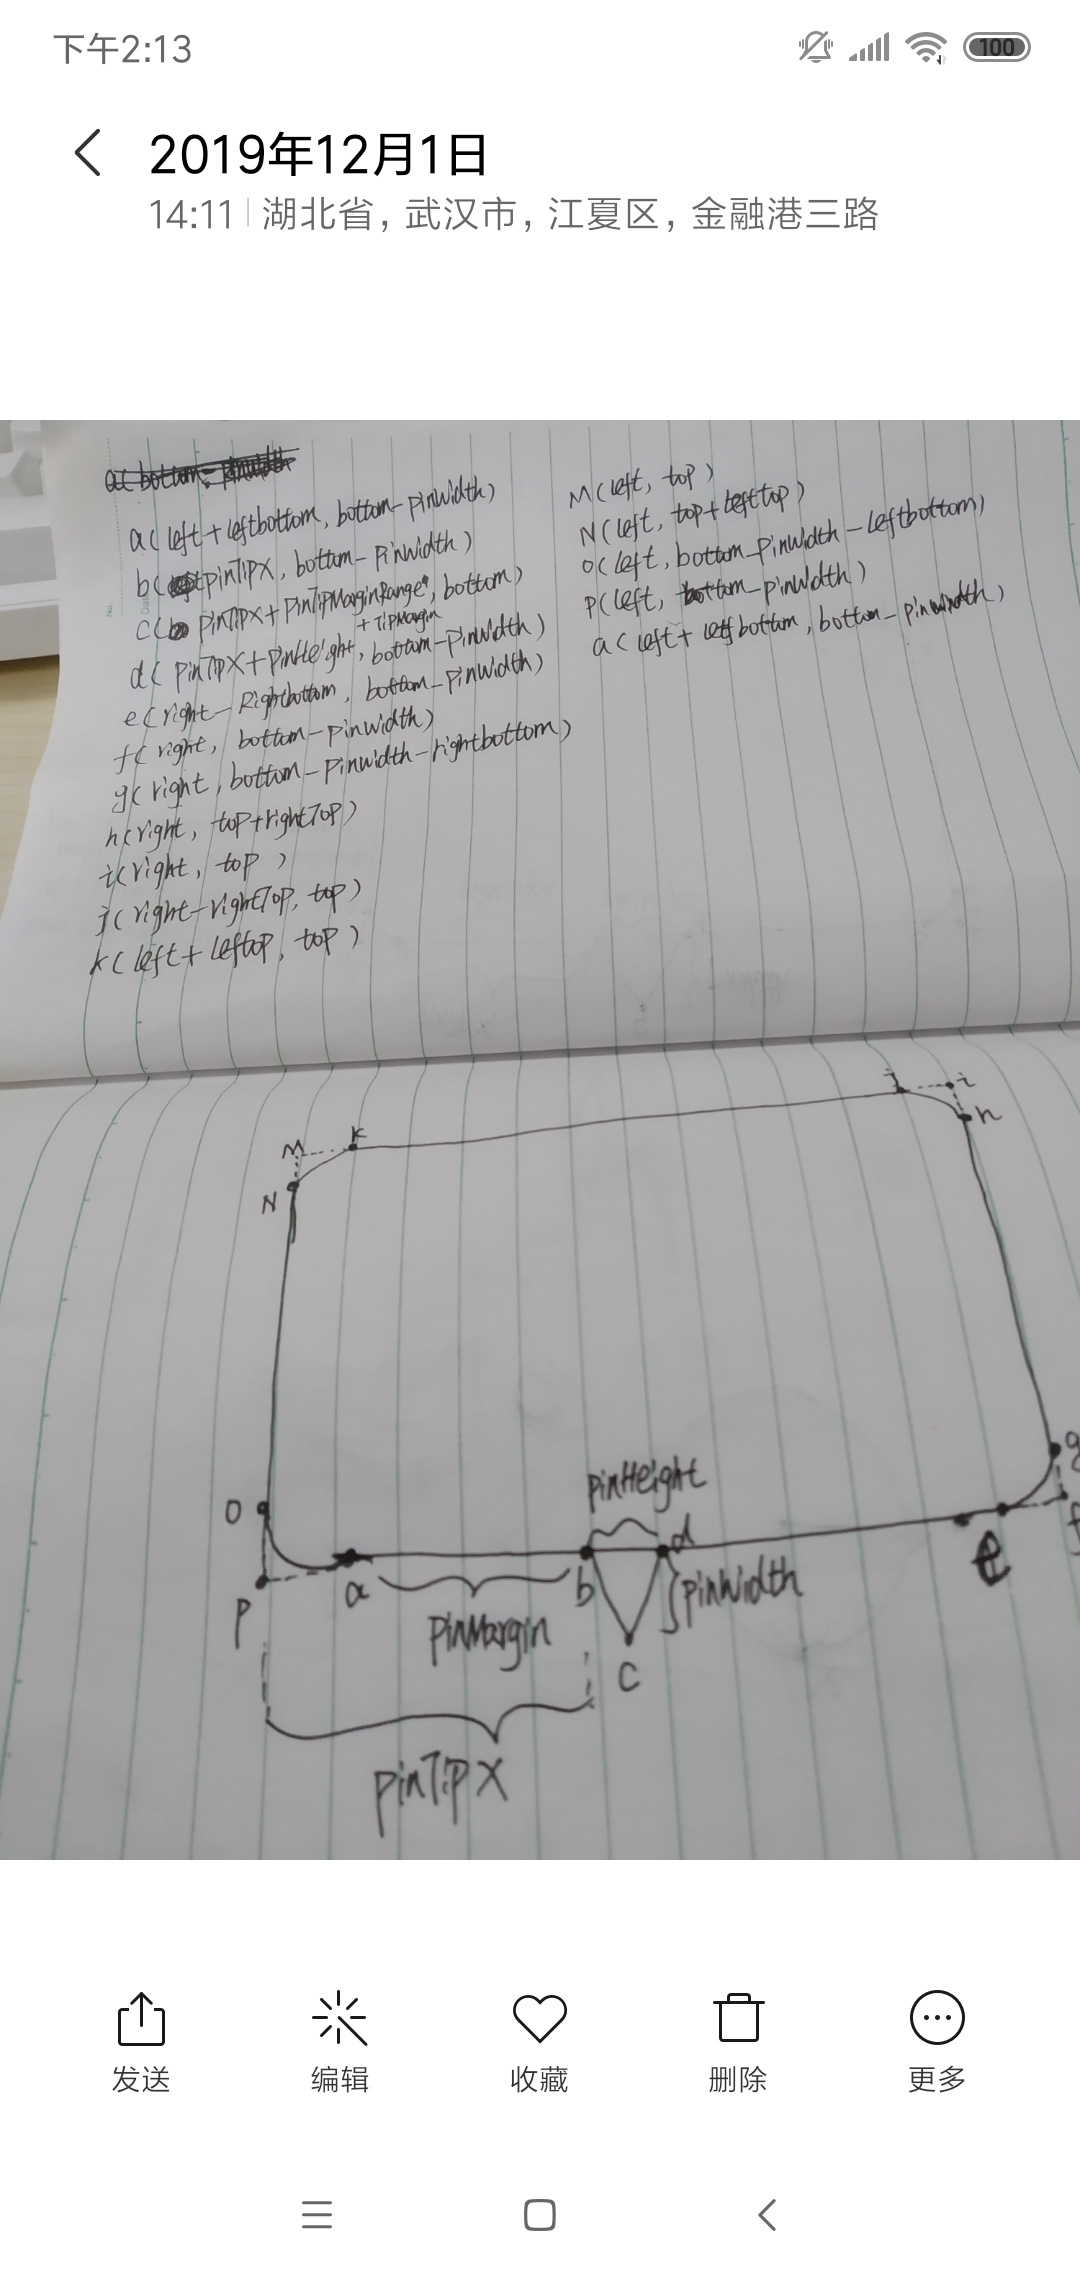 下午2:13
100
2019年12月1日
14:11 湖北省, 武汉市, 江夏区, 金融港三路
a( bottom- pinwidth
a( left+leftbottom, bottom-pinwidth)
b( pinTipX, bottom-pinwidth)
c( pinTipX+pinTipMarginRange, bottom)
+TipMargin
d( pinTipX+pinHeight, bottom-pinwidth)
e(right-Rightbottom, bottom-pinwidth)
f( right, bottom-pinwidth)
g( right, bottom-pinwidth-rightbottom)
h(right, top+rightTop)
i(right, top )
j(right-rightTop, top)
k( left+leftop, top )
M(left, top )
N(left, top+lefttop)
o(left, bottom-pinwidth-leftbottom)
P(left, bottom-pinwidth)
a(left+leftbottom, bottom-pinwidth)
j i
h
M K
N
g
f
pinHeight
O
d
e
a
b
pinwidth
P
pinMargin
C
pinTipX
发送 编辑 收藏 删除 更多